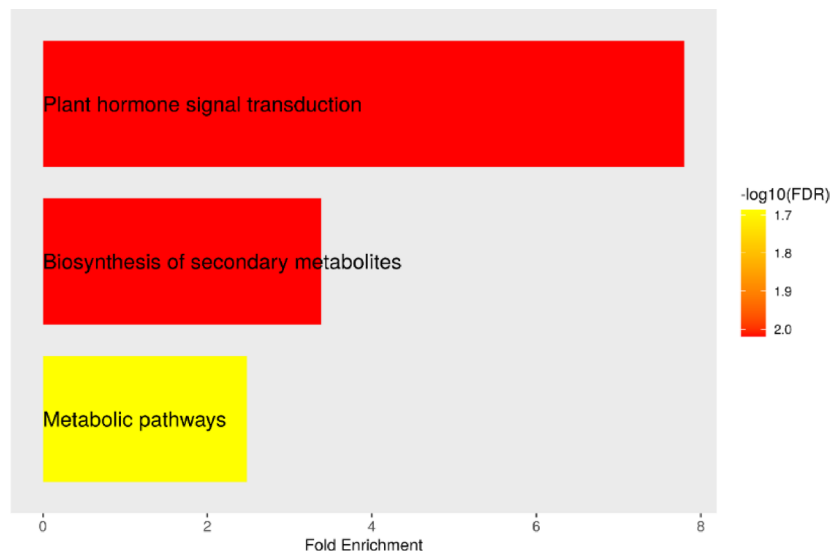 Plant hormone signal transduction
Biosynthesis of secondary metabolites
Metabolic pathways
0 2 4 6 8
Fold Enrichment
-log10(FDR)
1.7
1.8
1.9
2.0